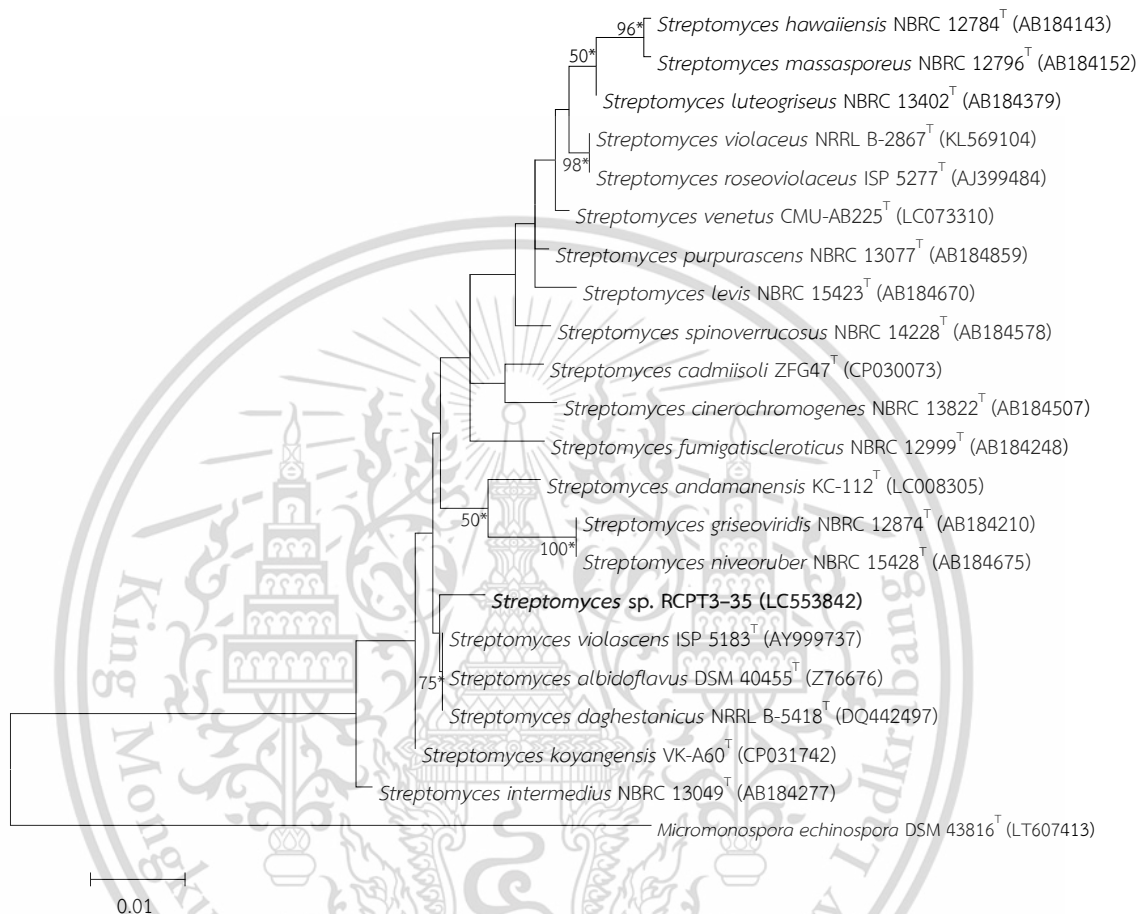 Streptomyces hawaiiensis NBRC 12784T (AB184143)
96*
Streptomyces massasporeus NBRC 12796T (AB184152)
50*
Streptomyces luteogriseus NBRC 13402T (AB184379)
Streptomyces violaceus NRRL B-2867T (KL569104)
98*
Streptomyces roseoviolaceus ISP 5277T (AJ399484)
Streptomyces venetus CMU-AB225T (LC073310)
Streptomyces purpurascens NBRC 13077T (AB184859)
Streptomyces levis NBRC 15423T (AB184670)
Streptomyces spinoverrucosus NBRC 14228T (AB184578)
Streptomyces cadmiisoli ZFG47T (CP030073)
Streptomyces cinerochromogenes NBRC 13822T (AB184507)
Streptomyces fumigatiscleroticus NBRC 12999T (AB184248)
Streptomyces andamanensis KC-112T (LC008305)
50*
Streptomyces griseoviridis NBRC 12874T (AB184210)
100*
Streptomyces niveoruber NBRC 15428T (AB184675)
Streptomyces sp. RCPT3-35 (LC553842)
Streptomyces violascens ISP 5183T (AY999737)
75*
Streptomyces albidoflavus DSM 40455T (Z76676)
Streptomyces daghestanicus NRRL B-5418T (DQ442497)
Streptomyces koyangensis VK-A60T (CP031742)
Streptomyces intermedius NBRC 13049T (AB184277)
Micromonospora echinospora DSM 43816T (LT607413)
0.01
King Mongk
y Ladkrabang